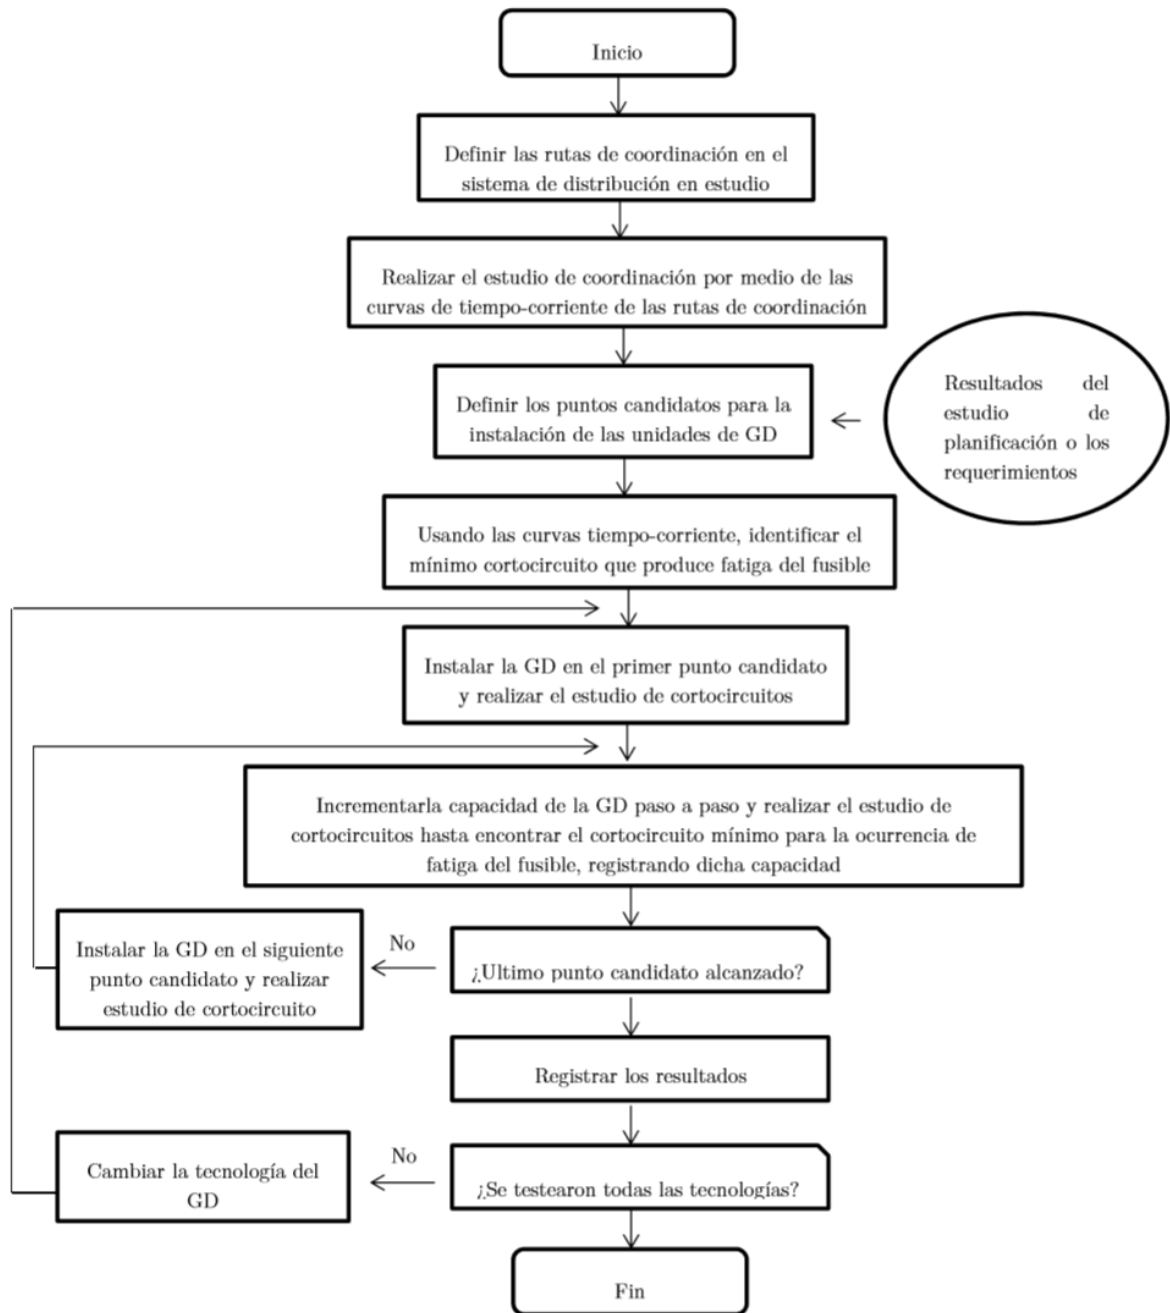 Inicio
Definir las rutas de coordinación en el
sistema de distribución en estudio
Realizar el estudio de coordinación por medio de las
curvas de tiempo-corriente de las rutas de coordinación
Definir los puntos candidatos para la
instalación de las unidades de GD
Resultados del
estudio de
planificación o los
requerimientos
Usando las curvas tiempo-corriente, identificar el
mínimo cortocircuito que produce fatiga del fusible
Instalar la GD en el primer punto candidato
y realizar el estudio de cortocircuitos
Incrementarla capacidad de la GD paso a paso y realizar el estudio de
cortocircuitos hasta encontrar el cortocircuito mínimo para la ocurrencia de
fatiga del fusible, registrando dicha capacidad
Instalar la GD en el siguiente
punto candidato y realizar
estudio de cortocircuito
No
¿Ultimo punto candidato alcanzado?
Registrar los resultados
Cambiar la tecnología del
GD
No
¿Se testearon todas las tecnologías?
Fin